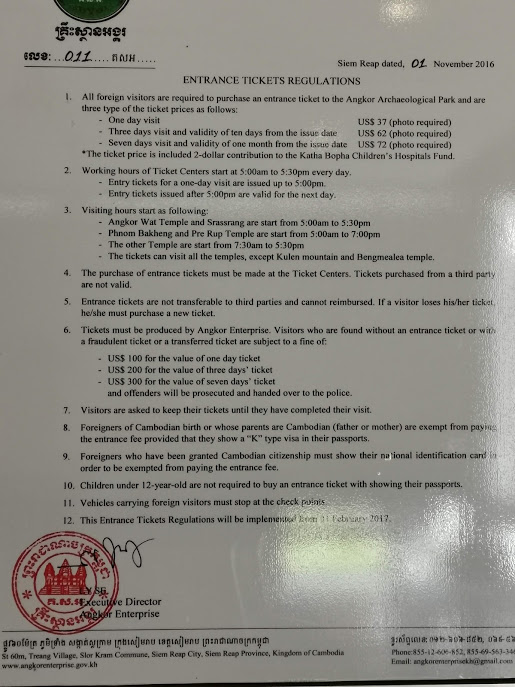 គ្រឹះស្ថានអង្គរ
លេខ: ...011.... គសអ.....
Siem Reap dated, 01 November 2016
ENTRANCE TICKETS REGULATIONS
1. All foreign visitors are required to purchase an entrance ticket to the Angkor Archaeological Park and are
three type of the ticket prices as follows:
- One day visit US$ 37 (photo required)
- Three days visit and validity of ten days from the issue date US$ 62 (photo required)
- Seven days visit and validity of one month from the issue date US$ 72 (photo required)
*The ticket price is included 2-dollar contribution to the Katha Bopha Children's Hospitals Fund.
2. Working hours of Ticket Centers start at 5:00am to 5:30pm every day.
- Entry tickets for a one-day visit are issued up to 5:00pm.
- Entry tickets issued after 5:00pm are valid for the next day.
3. Visiting hours start as following:
- Angkor Wat Temple and Srassrang are start from 5:00am to 5:30pm
- Phnom Bakheng and Pre Rup Temple are start from 5:00am to 7:00pm
- The other Temple are start from 7:30am to 5:30pm
- The tickets can visit all the temples, except Kulen mountain and Bengmealea temple.
4. The purchase of entrance tickets must be made at the Ticket Centers. Tickets purchased from a third party
are not valid.
5. Entrance tickets are not transferable to third parties and cannot reimbursed. If a visitor loses his/her ticket,
he/she must purchase a new ticket.
6. Tickets must be produced by Angkor Enterprise. Visitors who are found without an entrance ticket or with
a fraudulent ticket or a transferred ticket are subject to a fine of:
- US$ 100 for the value of one day ticket
- US$ 200 for the value of three days' ticket
- US$ 300 for the value of seven days' ticket
and offenders will be prosecuted and handed over to the police.
7. Visitors are asked to keep their tickets until they have completed their visit.
8. Foreigners of Cambodian birth or whose parents are Cambodian (father or mother) are exempt from paying
the entrance fee provided that they show a "K" type visa in their passports.
9. Foreigners who have been granted Cambodian citizenship must show their national identification card in
order to be exempted from paying the entrance fee.
10. Children under 12-year-old are not required to buy an entrance ticket with showing their passports.
11. Vehicles carrying foreign visitors must stop at the check points.
12. This Entrance Tickets Regulations will be implemented from February 2017.
Executive Director
Angkor Enterprise
St 60m, Treang Village, Slor Kram Commune, Siem Reap City, Siem Reap Province, Kingdom of Cambodia
www.angkorenterprise.gov.kh
Email: angkorenterprisekh@gmail.com